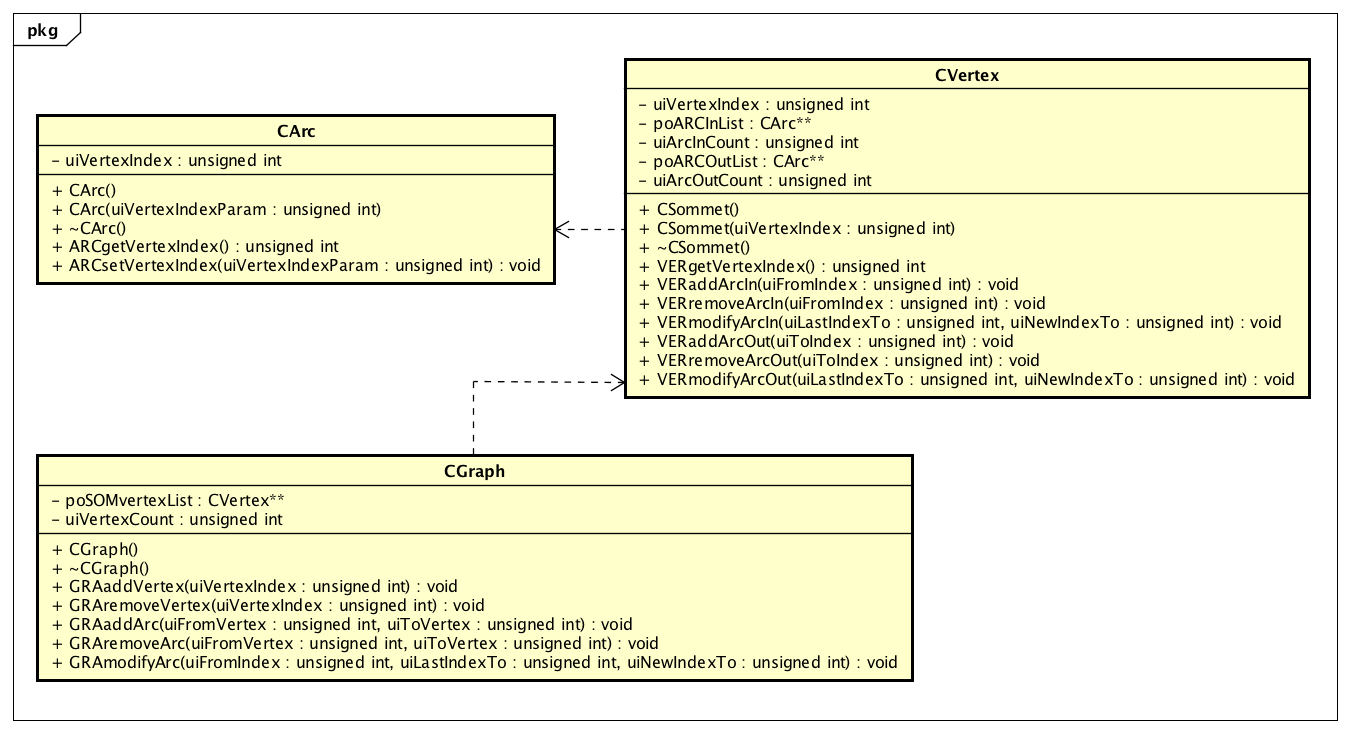 pkg
CArc
- uiVertexIndex : unsigned int
+ CArc()
+ CArc(uiVertexIndexParam : unsigned int)
+ ~CArc()
+ ARCgetVertexIndex() : unsigned int
+ ARCsetVertexIndex(uiVertexIndexParam : unsigned int) : void
CVertex
- uiVertexIndex : unsigned int
- poARCInList : CArc**
- uiArcInCount : unsigned int
- poARCOutList : CArc**
- uiArcOutCount : unsigned int
+ CSommet()
+ CSommet(uiVertexIndex : unsigned int)
+ ~CSommet()
+ VERgetVertexIndex() : unsigned int
+ VERaddArcIn(uiFromIndex : unsigned int) : void
+ VERremoveArcIn(uiFromIndex : unsigned int) : void
+ VERmodifyArcIn(uiLastIndexTo : unsigned int, uiNewIndexTo : unsigned int) : void
+ VERaddArcOut(uiToIndex : unsigned int) : void
+ VERremoveArcOut(uiToIndex : unsigned int) : void
+ VERmodifyArcOut(uiLastIndexTo : unsigned int, uiNewIndexTo : unsigned int) : void
CGraph
- poSOMvertexList : CVertex**
- uiVertexCount : unsigned int
+ CGraph()
+ ~CGraph()
+ GRAaddVertex(uiVertexIndex : unsigned int) : void
+ GRAremoveVertex(uiVertexIndex : unsigned int) : void
+ GRAaddArc(uiFromVertex : unsigned int, uiToVertex : unsigned int) : void
+ GRAremoveArc(uiFromVertex : unsigned int, uiToVertex : unsigned int) : void
+ GRAmodifyArc(uiFromIndex : unsigned int, uiLastIndexTo : unsigned int, uiNewIndexTo : unsigned int) : void